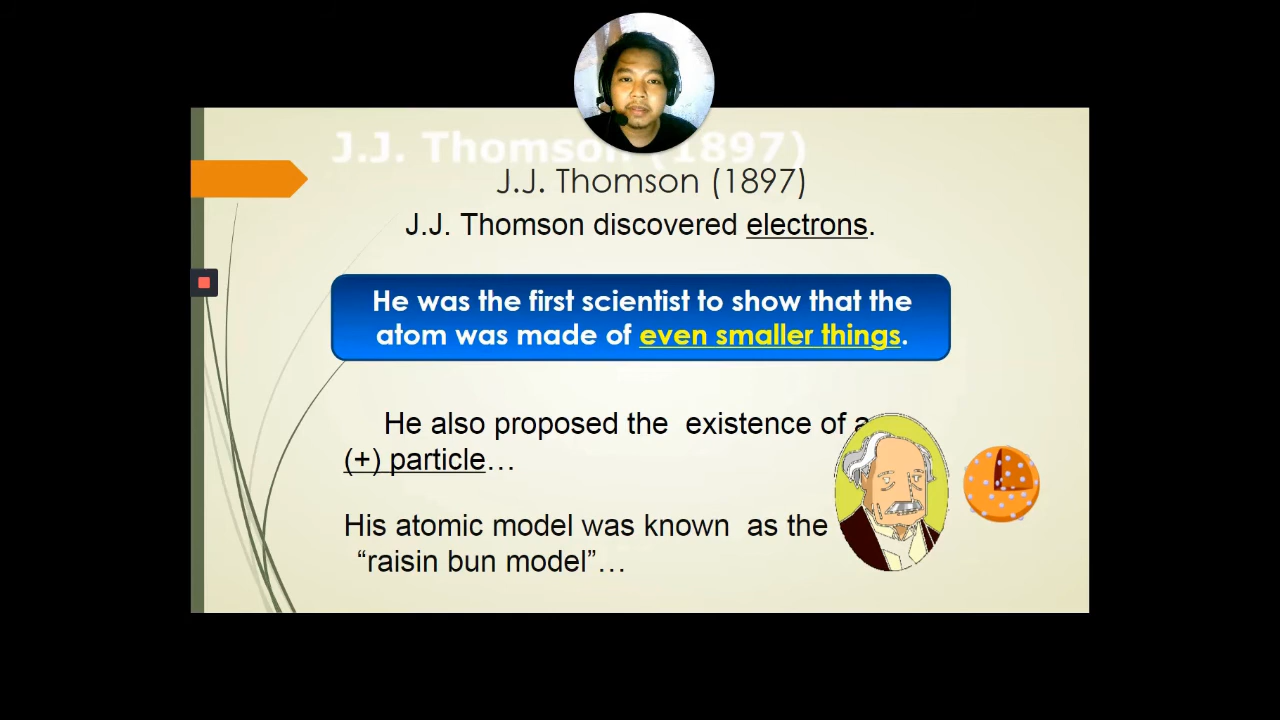 J.J. Thomson (1897)
J.J. Thomson (1897)
J.J. Thomson discovered electrons.
He was the first scientist to show that the
atom was made of even smaller things.
He also proposed the existence of a
(+) particle…
His atomic model was known as the
“raisin bun model”…